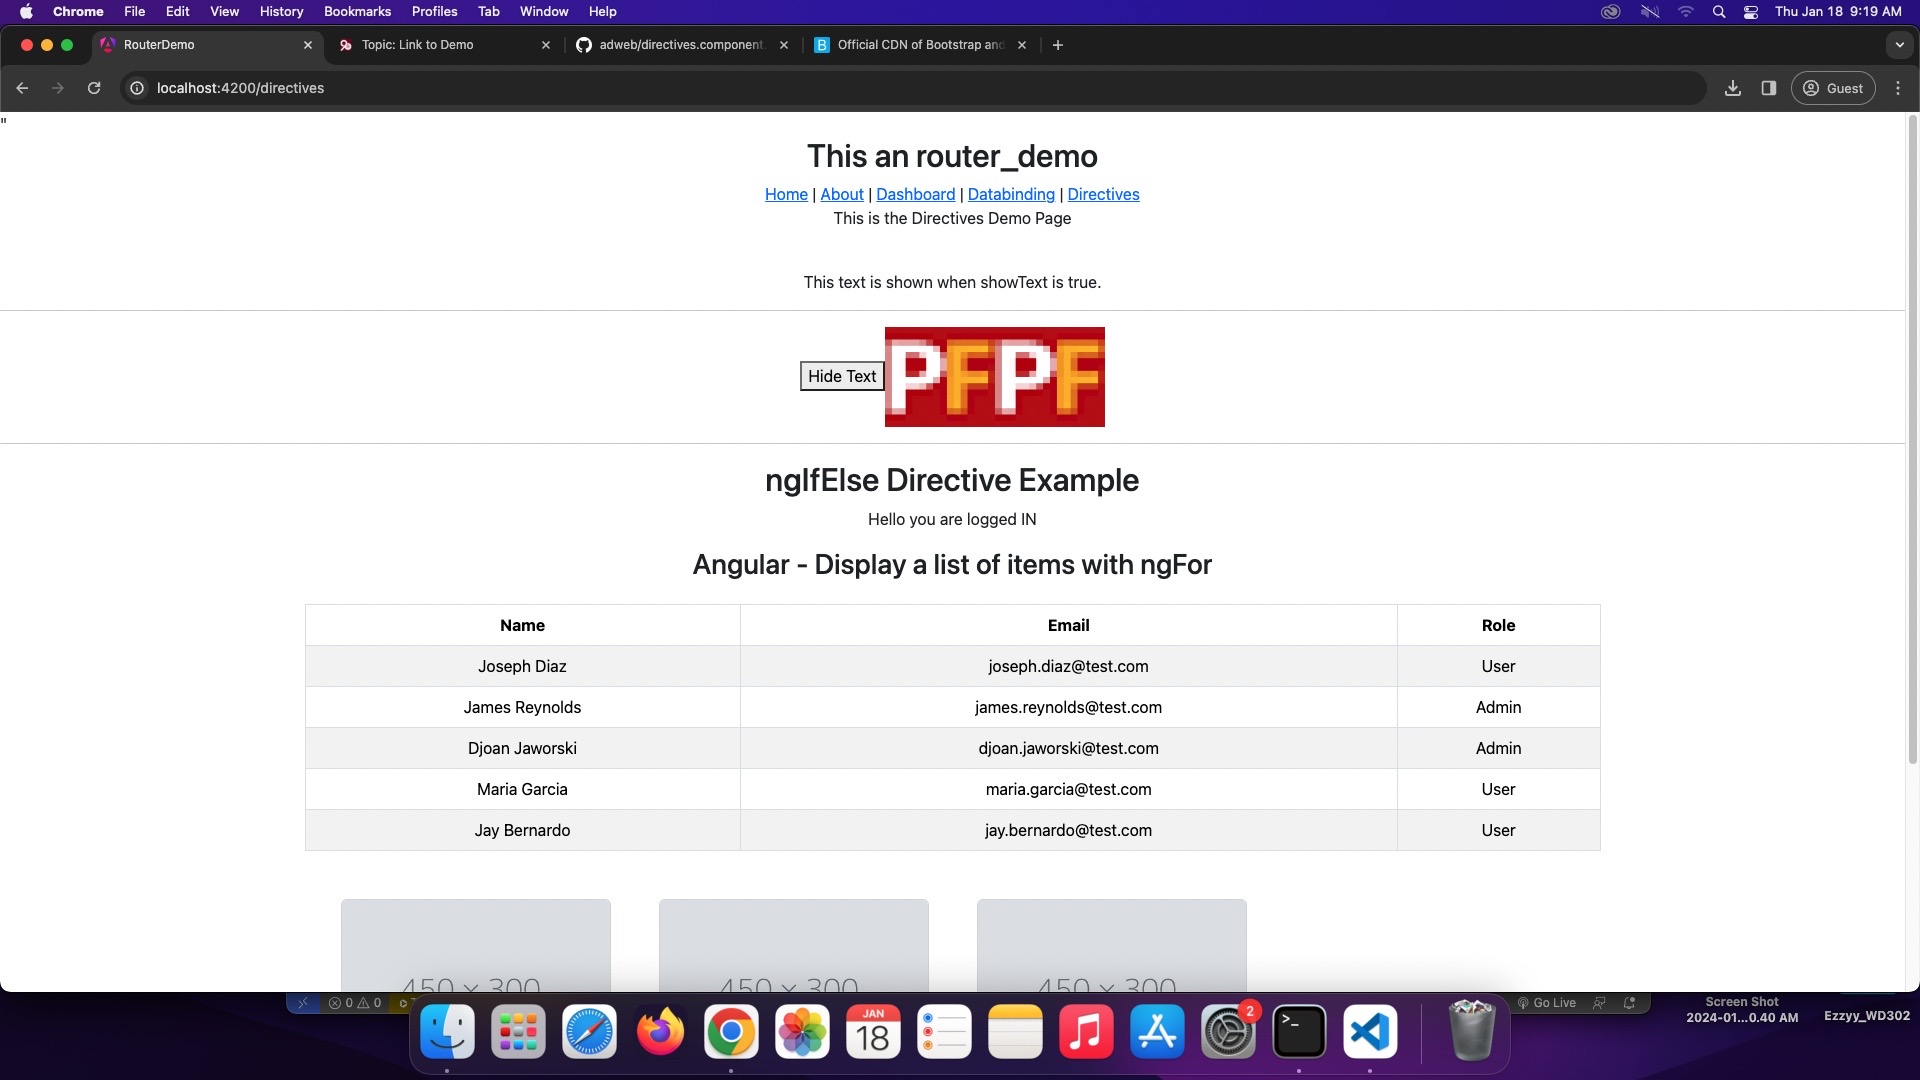 Chrome File Edit View History Bookmarks Profiles Tab Window Help Thu Jan 18 9:19 AM
RouterDemo Topic: Link to Demo adweb/directives.component. Official CDN of Bootstrap and
localhost:4200/directives Guest
"
This an router_demo
Home | About | Dashboard | Databinding | Directives
This is the Directives Demo Page
This text is shown when showText is true.
Hide Text PFPF
ngIfElse Directive Example
Hello you are logged IN
Angular - Display a list of items with ngFor
Name Email Role
Joseph Diaz joseph.diaz@test.com User
James Reynolds james.reynolds@test.com Admin
Djoan Jaworski djoan.jaworski@test.com Admin
Maria Garcia maria.garcia@test.com User
Jay Bernardo jay.bernardo@test.com User
450 × 300 450 × 300 450 × 300
0 0 Go Live Screen Shot
2024-01...0.40 AM Ezzyy_WD302
JAN
18
2
>_